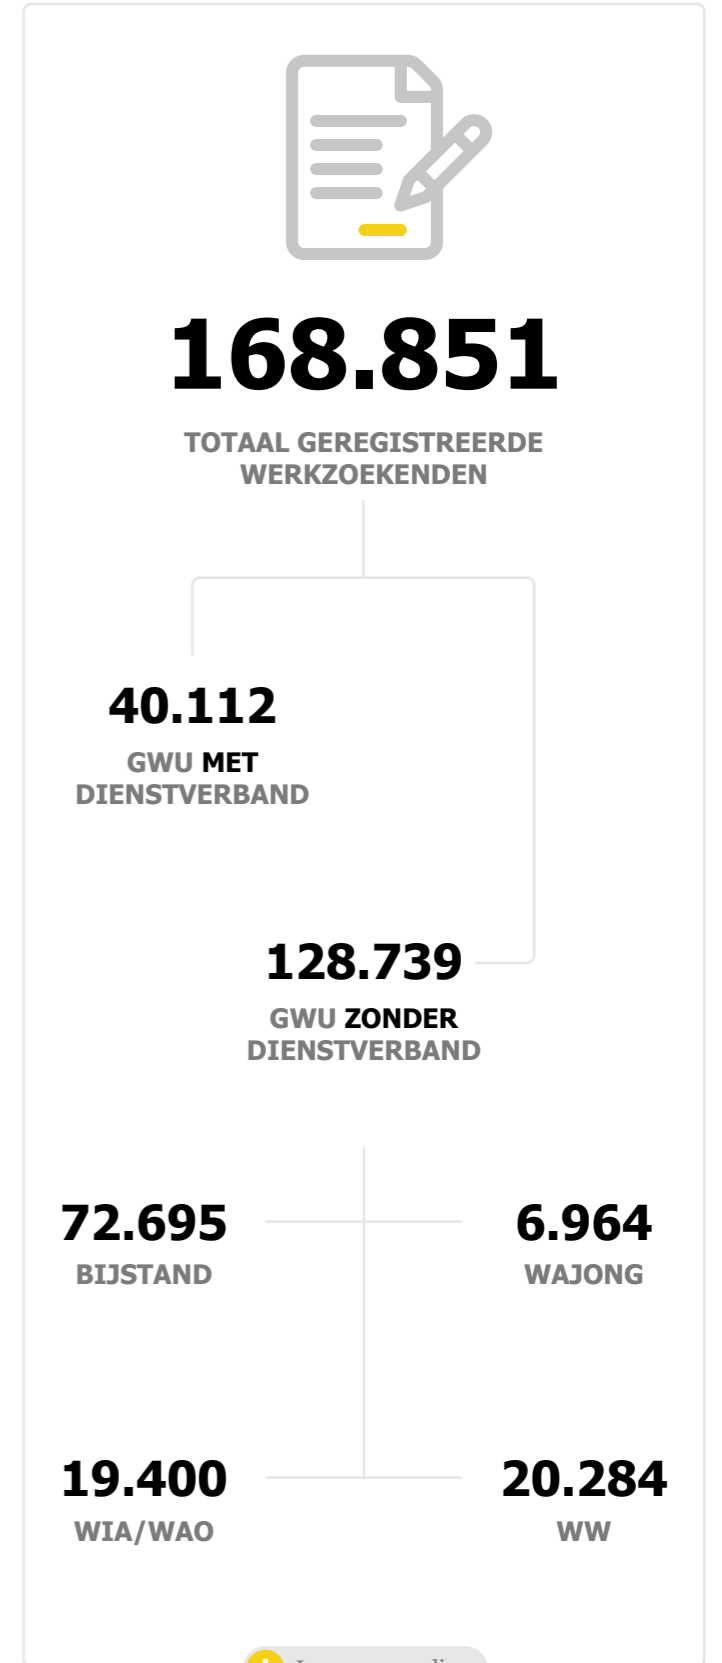 168.851
TOTAAL GEREGISTREERDE
WERKZOEKENDEN
40.112
GWU MET
DIENSTVERBAND
128.739
GWU ZONDER
DIENSTVERBAND
72.695
BIJSTAND
6.964
WAJONG
19.400
WIA/WAO
20.284
WW